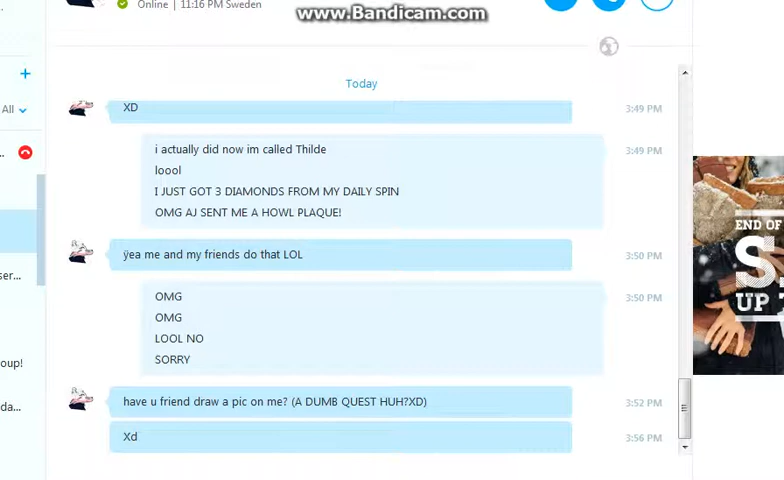 Online | 11:16 PM Sweden
www.Bandicam.com
Today
All
XD
3:49 PM
i actually did now im called Thilde
3:49 PM
loool
I JUST GOT 3 DIAMONDS FROM MY DAILY SPIN
OMG AJ SENT ME A HOWL PLAQUE!
yea me and my friends do that LOL
3:50 PM
ser...
OMG
3:50 PM
OMG
LOOL NO
SORRY
oup!
have u friend draw a pic on me? (A DUMB QUEST HUH?XD)
3:52 PM
da...
Xd
3:56 PM
END OF
S
UP